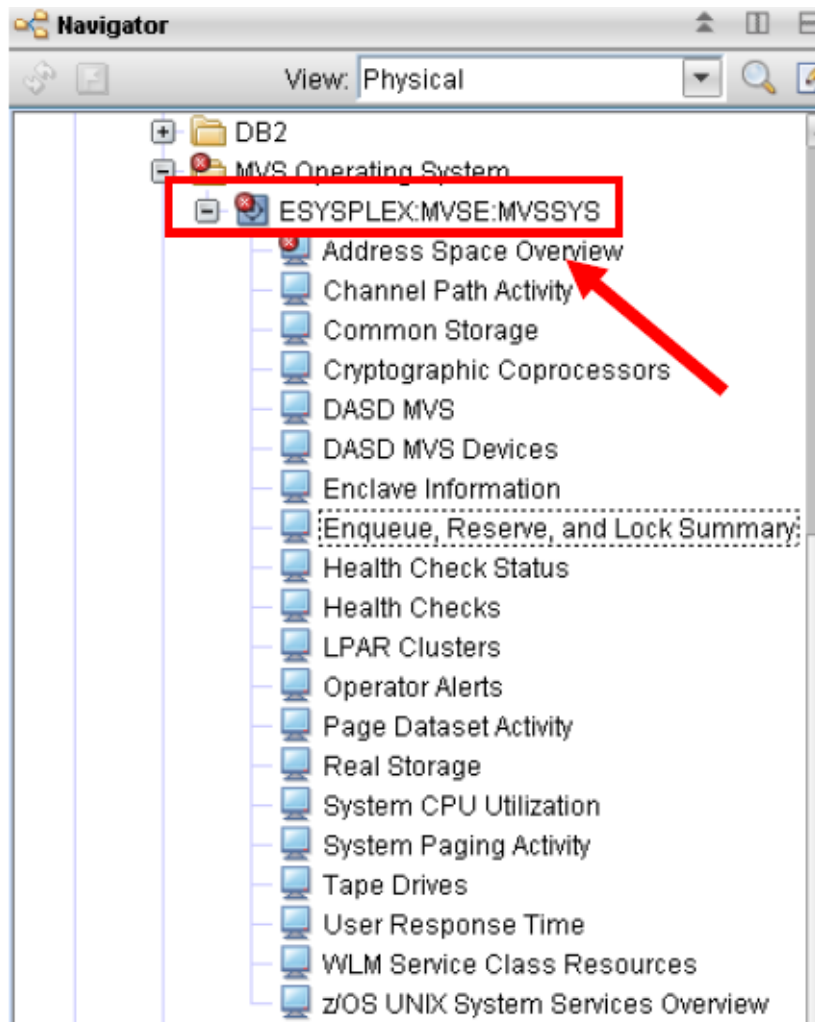 Navigator
View: Physical
DB2
MVS Operating System
ESYSPLEX:MVSE:MVSSYS
Address Space Overview
Channel Path Activity
Common Storage
Cryptographic Coprocessors
DASD MVS
DASD MVS Devices
Enclave Information
Enqueue, Reserve, and Lock Summary
Health Check Status
Health Checks
LPAR Clusters
Operator Alerts
Page Dataset Activity
Real Storage
System CPU Utilization
System Paging Activity
Tape Drives
User Response Time
WLM Service Class Resources
z/OS UNIX System Services Overview